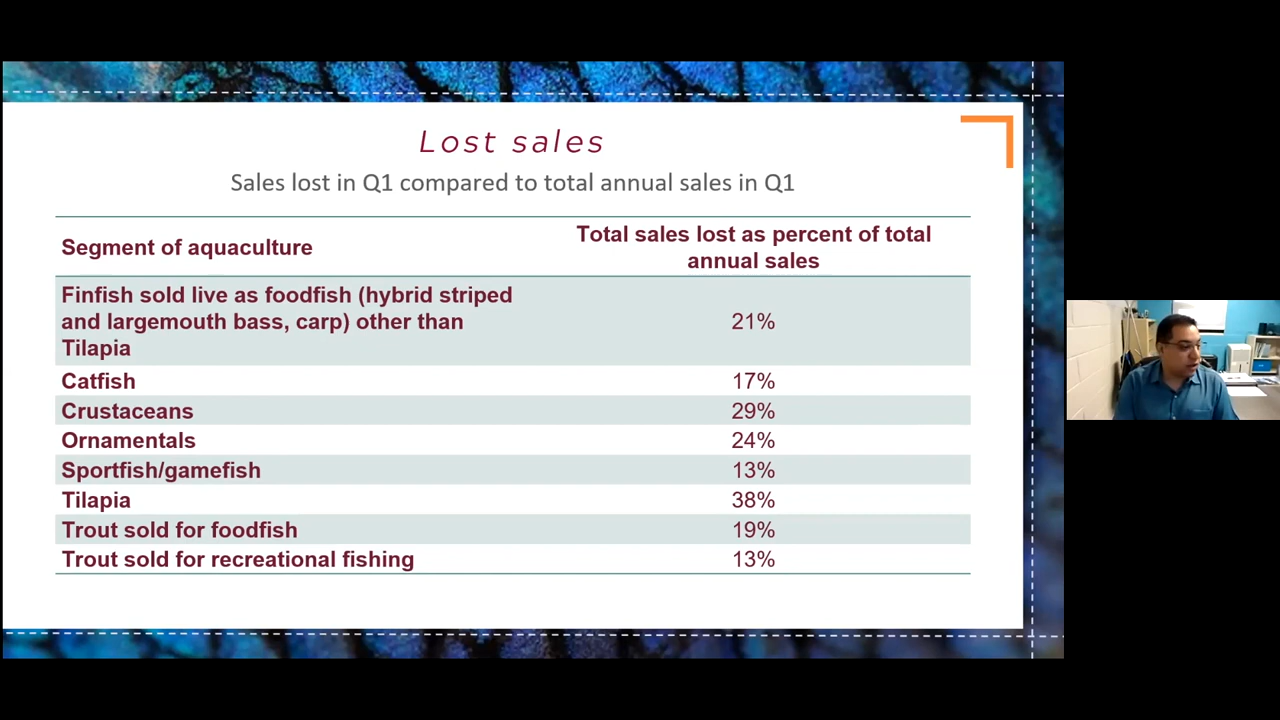 Lost sales
Sales lost in Q1 compared to total annual sales in Q1
Segment of aquaculture
Total sales lost as percent of total
annual sales
Finfish sold live as foodfish (hybrid striped
and largemouth bass, carp) other than
Tilapia
21%
Catfish 17%
Crustaceans 29%
Ornamentals 24%
Sportfish/gamefish 13%
Tilapia 38%
Trout sold for foodfish 19%
Trout sold for recreational fishing 13%